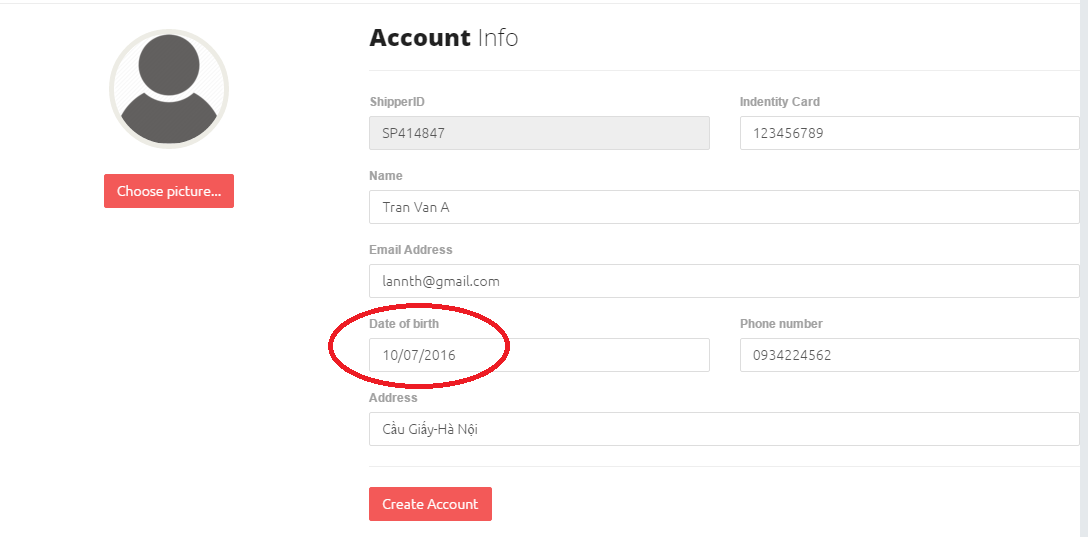 Account Info
ShipperID
Indentity Card
SP414847
123456789
Choose picture...
Name
Tran Van A
Email Address
lannth@gmail.com
Date of birth
Phone number
10/07/2016
0934224562
Address
Cầu Giấy-Hà Nội
Create Account